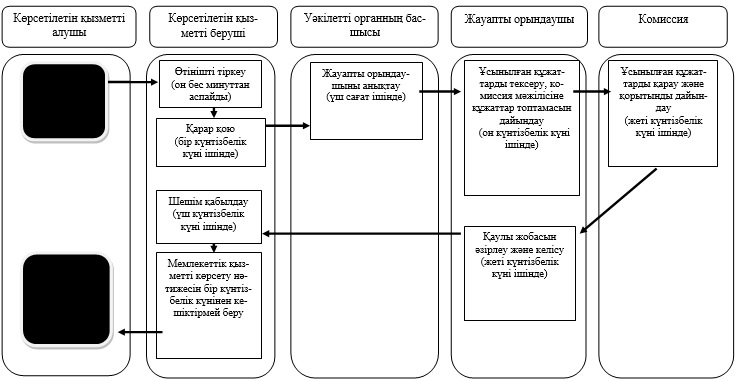 Көрсетілетін қызметті
алушы
Көрсетілетін қыз-
метті беруші
Уәкілетті органның бас-
шысы
Жауапты орындаушы
Комиссия
Өтінішті тіркеу
(он бес минуттан
аспайды)
Қарар қою
(бір күнтізбелік
күні ішінде)
Жауапты орындау-
шыны анықтау
(үш сағат ішінде)
Ұсынылған құжат-
тарды тексеру, ко-
миссия мәжілісіне
құжаттар топтамасын
дайындау
(он күнтізбелік күні
ішінде)
Ұсынылған құжат-
тарды қарау және
қорытынды дайын-
дау
(жеті күнтізбелік
күні ішінде)
Қаулы жобасын
әзірлеу және келісу
(жеті күнтізбелік
күні ішінде)
Шешім қабылдау
(үш күнтізбелік
күні ішінде)
Мемлекеттік қыз-
метті көрсету нә-
тижесін бір күнтіз-
белік күнінен ке-
шіктірмей беру